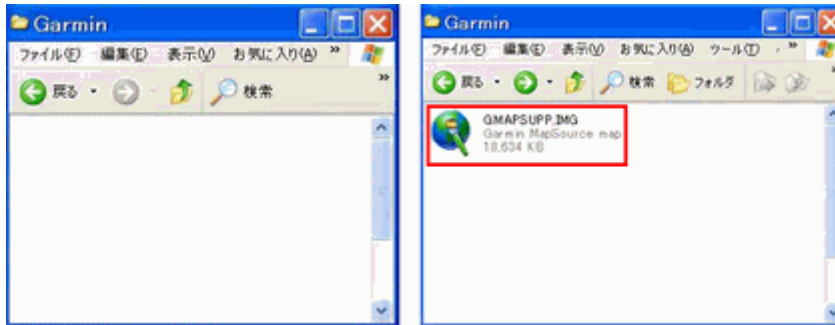 Garmin
ファイル(F) 編集(E) 表示(V) お気に入り(A) »
戻る 検索 »
Garmin
ファイル(F) 編集(E) 表示(V) お気に入り(A) ツール(T) »
戻る 検索 フォルダ »
GMAPSUPP.IMG
Garmin MapSource map
18,634 KB